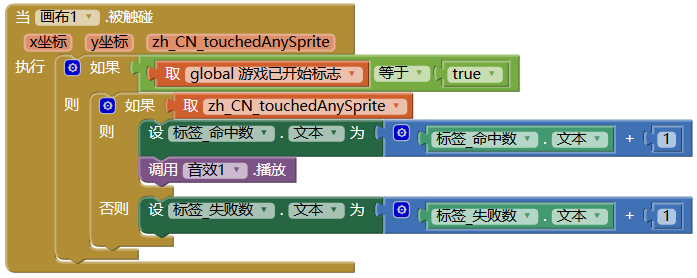 当 画布1 .被触碰
x坐标 y坐标 zh_CN_touchedAnySprite
执行 如果 取 global 游戏已开始标志 等于 true
则 如果 取 zh_CN_touchedAnySprite
则 设 标签_命中数 . 文本 为 标签_命中数 . 文本 + 1
调用 音效1 .播放
否则 设 标签_失败数 . 文本 为 标签_失败数 . 文本 + 1